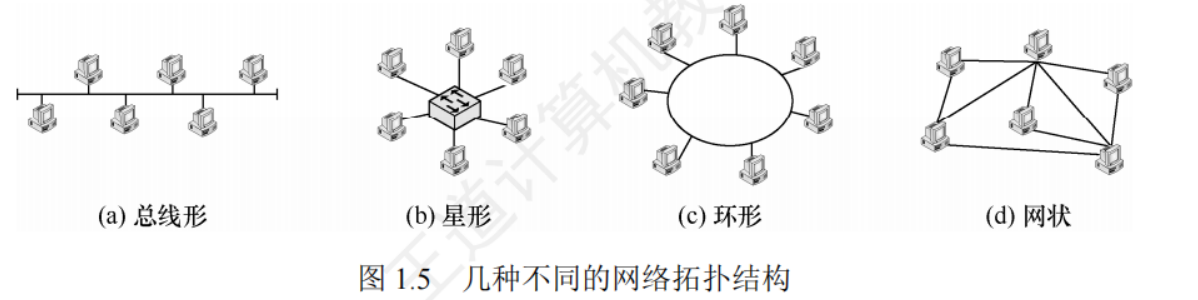 王道计算机教
(a) 总线形
(b) 星形
(c) 环形
(d) 网状
图 1.5 几种不同的网络拓扑结构